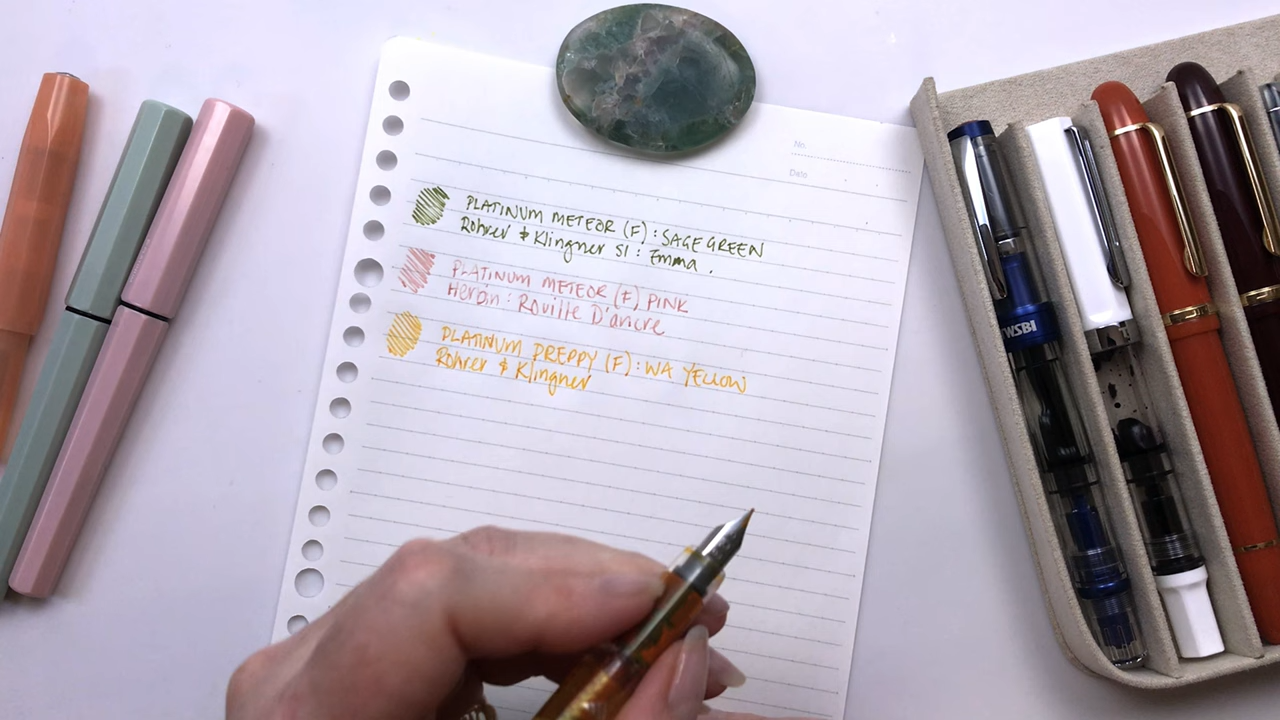 No.
Date
PLATINUM METEOR (F) : SAGE GREEN
Rohrer & Klingner SI : Emma .
PLATINUM METEOR (F) PINK
Herbin : Rouille D'ancre
PLATINUM PREPPY (F) : WA YELLOW
Rohrer & Klingner
TWSBI